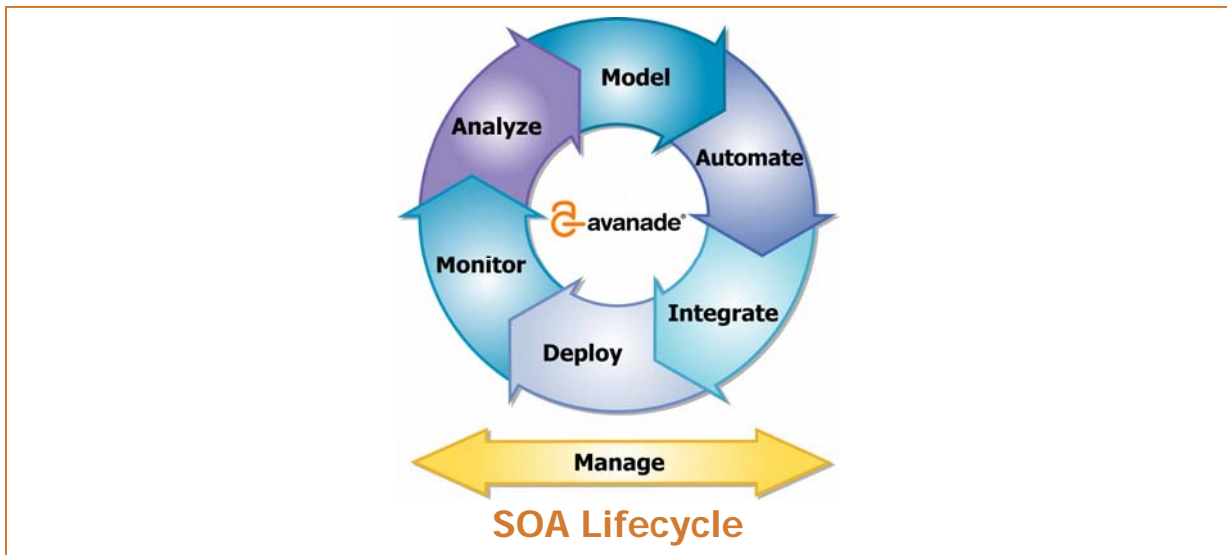 Model
Analyze
Automate
avanade®
Monitor
Integrate
Deploy
Manage
SOA Lifecycle